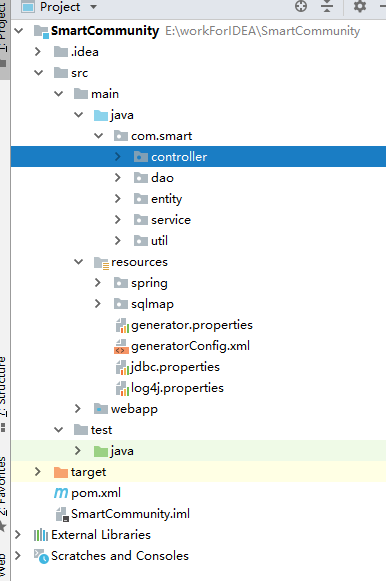 Project
SmartCommunity E:\workForIDEA\SmartCommunity
.idea
src
main
java
com.smart
controller
dao
entity
service
util
resources
spring
sqlmap
generator.properties
generatorConfig.xml
jdbc.properties
log4j.properties
webapp
test
java
target
pom.xml
SmartCommunity.iml
External Libraries
Scratches and Consoles
1: Project
7: Structure
2: Favorites
Web